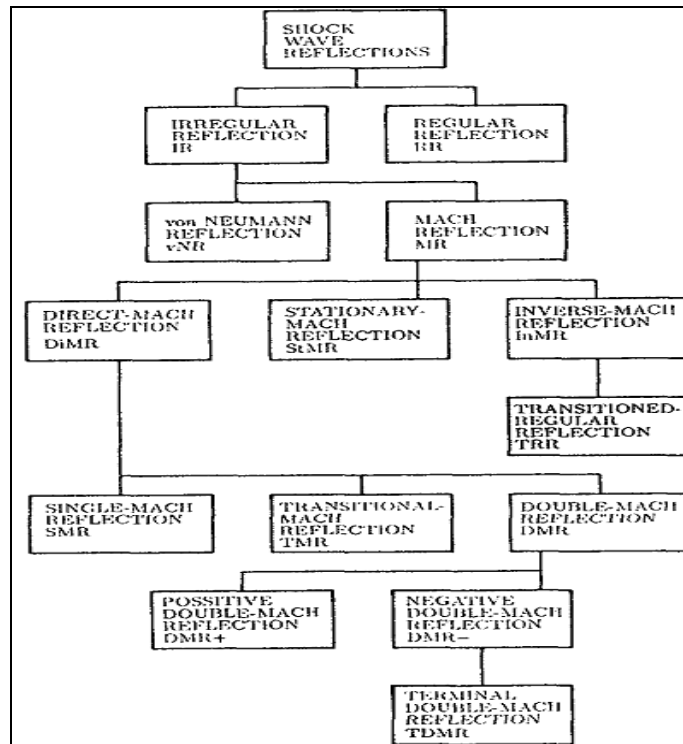 SHOCK
WAVE
REFLECTIONS
IRREGULAR
REFLECTION
IR
REGULAR
REFLECTION
RR
von NEUMANN
REFLECTION
vNR
MACH
REFLECTION
MR
DIRECT-MACH
REFLECTION
DiMR
STATIONARY-
MACH
REFLECTION
StMR
INVERSE-MACH
REFLECTION
InMR
TRANSITIONED-
REGULAR
REFLECTION
TRR
SINGLE-MACH
REFLECTION
SMR
TRANSITIONAL-
MACH
REFLECTION
TMR
DOUBLE-MACH
REFLECTION
DMR
POSSITIVE
DOUBLE-MACH
REFLECTION
DMR+
NEGATIVE
DOUBLE-MACH
REFLECTION
DMR−
TERMINAL
DOUBLE-MACH
REFLECTION
TDMR